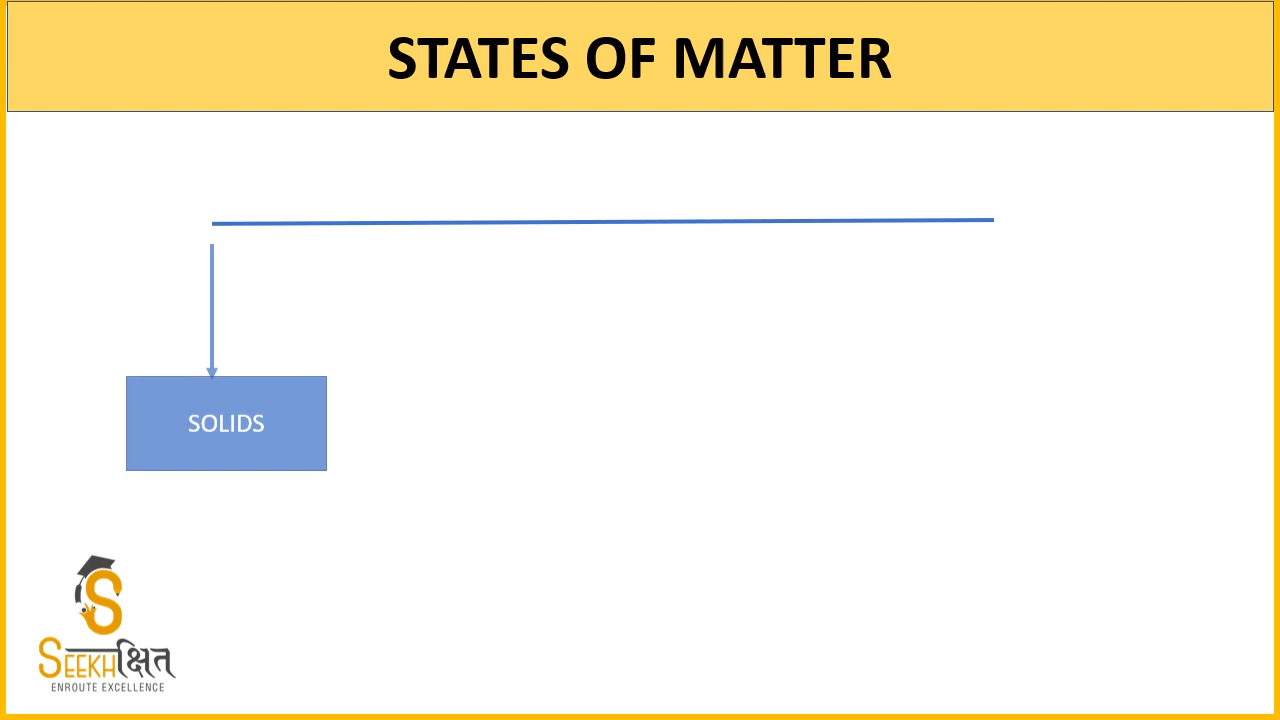 STATES OF MATTER
SOLIDS
SEEKHक्षित
ENROUTE EXCELLENCE